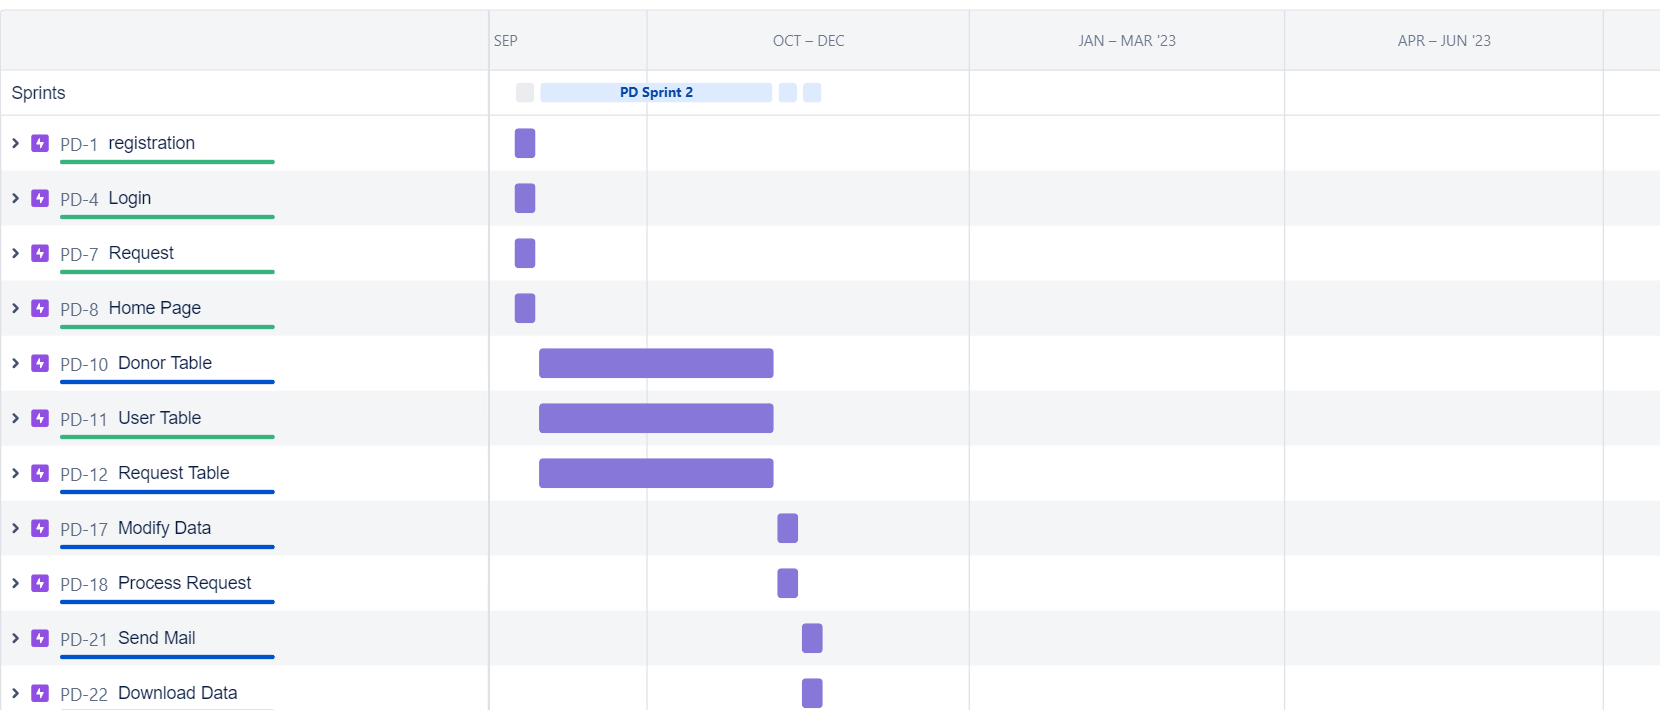 SEP OCT – DEC JAN – MAR '23 APR – JUN '23
Sprints PD Sprint 2
PD-1 registration
PD-4 Login
PD-7 Request
PD-8 Home Page
PD-10 Donor Table
PD-11 User Table
PD-12 Request Table
PD-17 Modify Data
PD-18 Process Request
PD-21 Send Mail
PD-22 Download Data